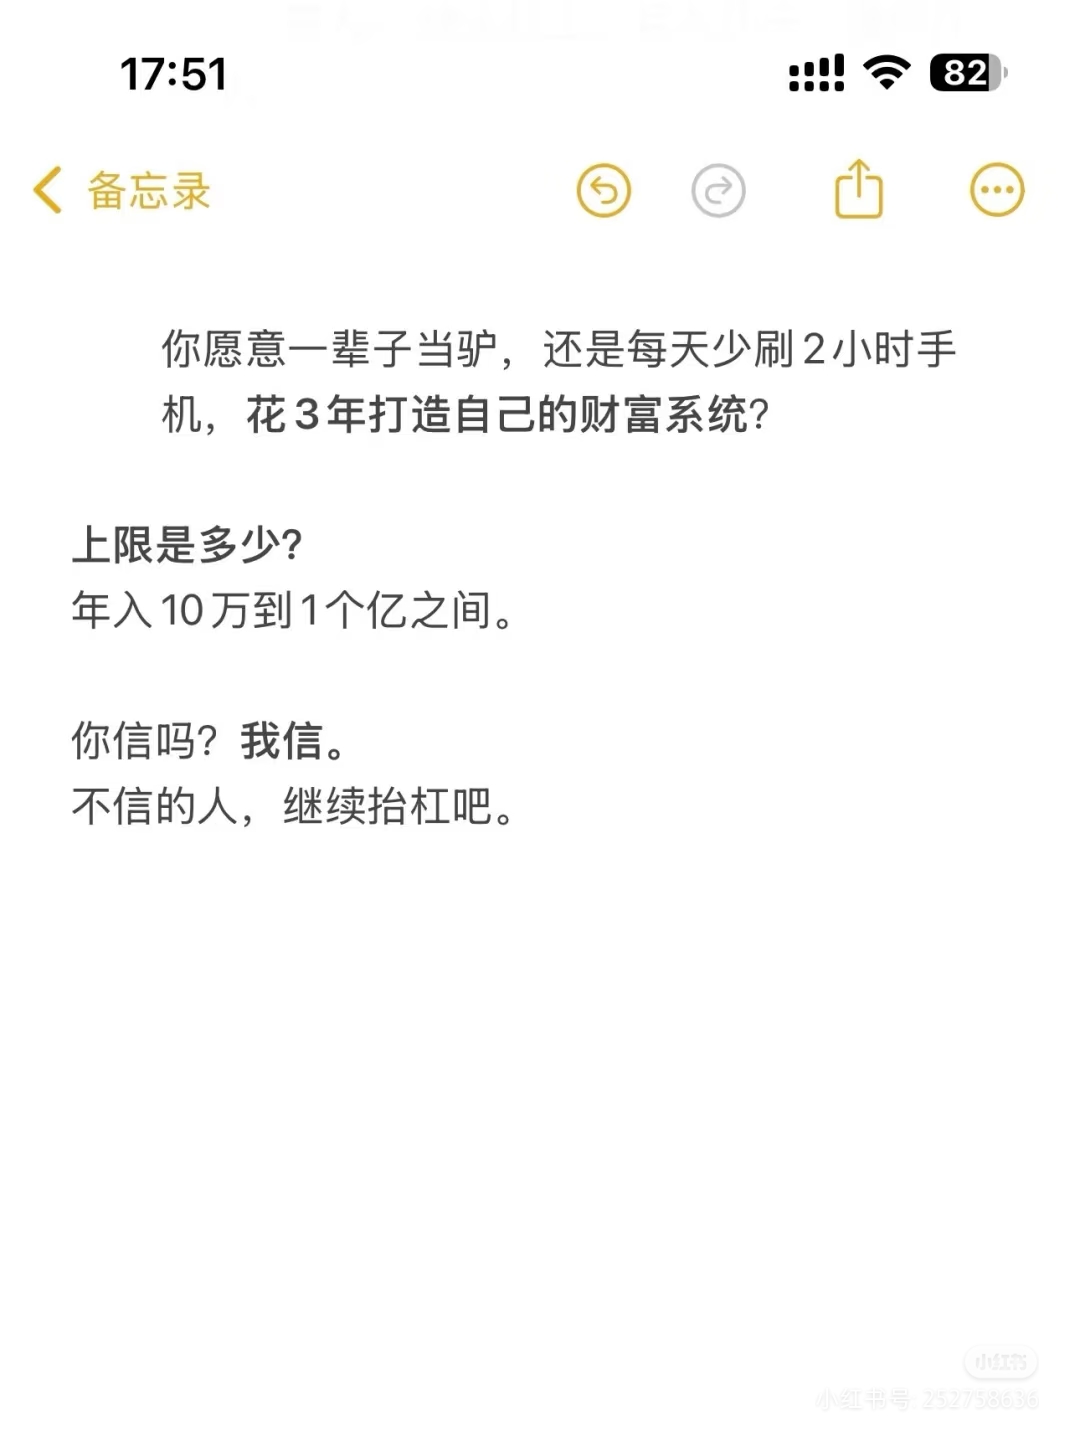 17:51
82
备忘录
你愿意一辈子当驴，还是每天少刷2小时手
机，花3年打造自己的财富系统？
上限是多少？
年入10万到1个亿之间。
你信吗？我信。
不信的人，继续抬杠吧。
小红书
小红书号: 252758636